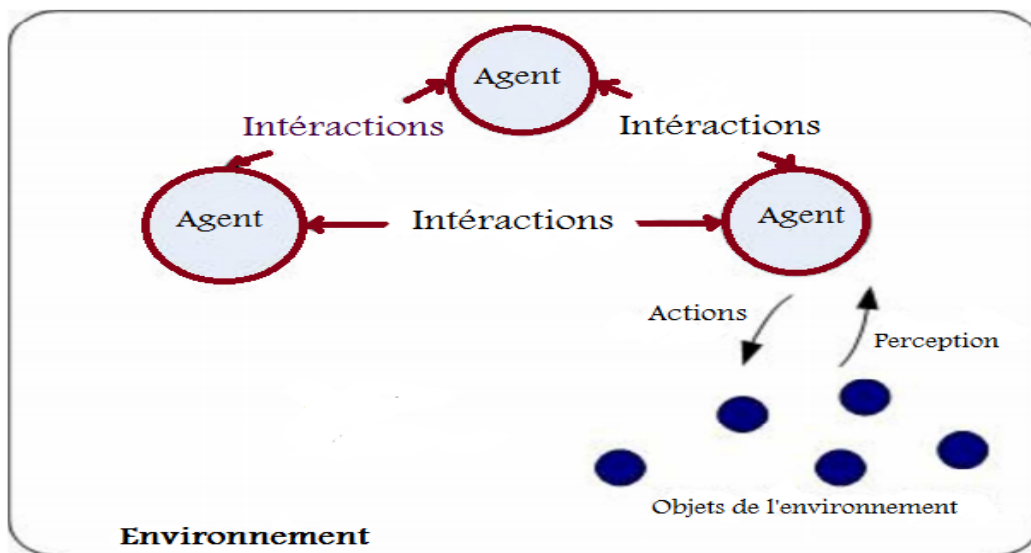 Agent
Intéractions
Intéractions
Agent
Intéractions
Agent
Actions
Perception
Objets de l'environnement
Environnement